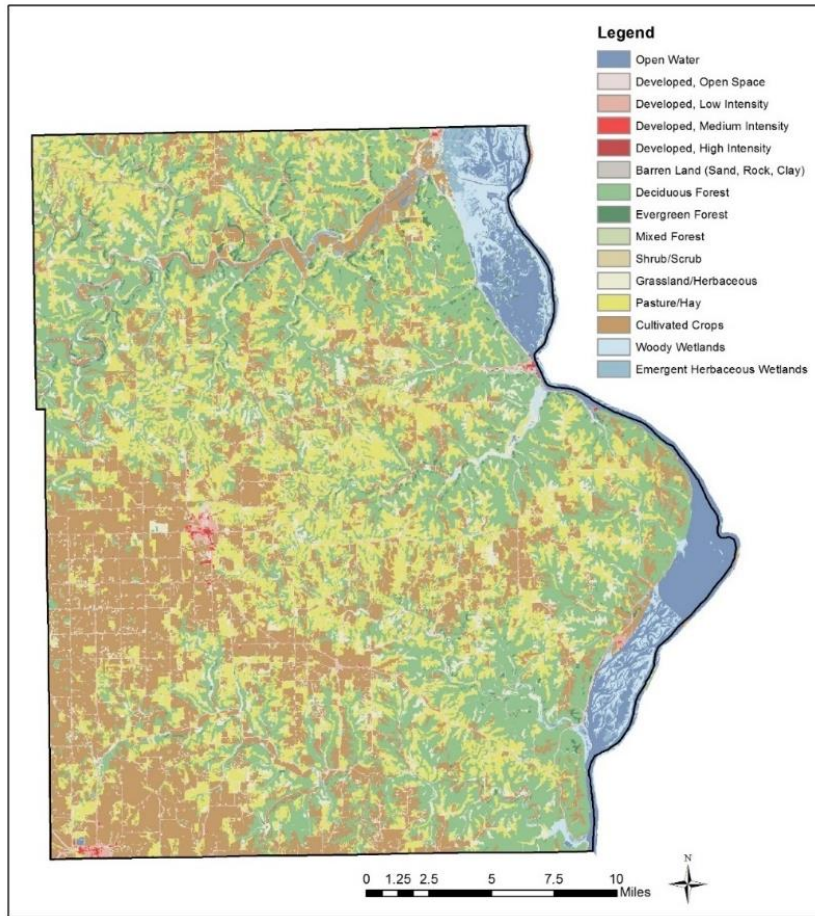 Legend
Open Water
Developed, Open Space
Developed, Low Intensity
Developed, Medium Intensity
Developed, High Intensity
Barren Land (Sand, Rock, Clay)
Deciduous Forest
Evergreen Forest
Mixed Forest
Shrub/Scrub
Grassland/Herbaceous
Pasture/Hay
Cultivated Crops
Woody Wetlands
Emergent Herbaceous Wetlands
N
0 1.25 2.5 5 7.5 10
Miles